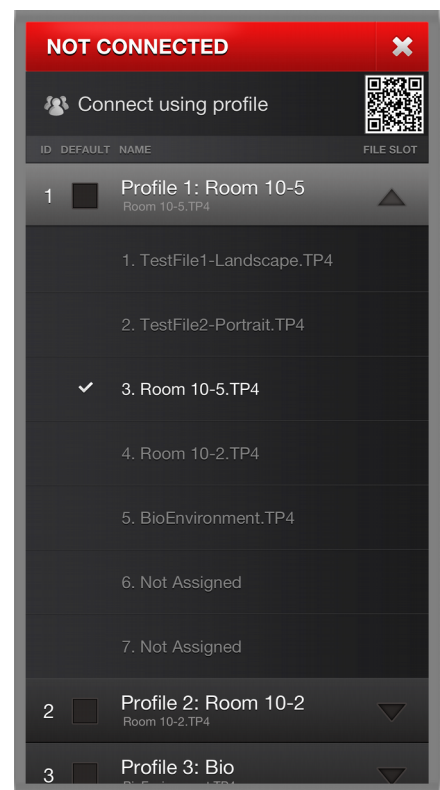 NOT CONNECTED
Connect using profile
ID DEFAULT NAME FILE SLOT
1 Profile 1: Room 10-5
Room 10-5.TP4
1. TestFile1-Landscape.TP4
2. TestFile2-Portrait.TP4
3. Room 10-5.TP4
4. Room 10-2.TP4
5. BioEnvironment.TP4
6. Not Assigned
7. Not Assigned
2 Profile 2: Room 10-2
Room 10-2.TP4
3 Profile 3: Bio